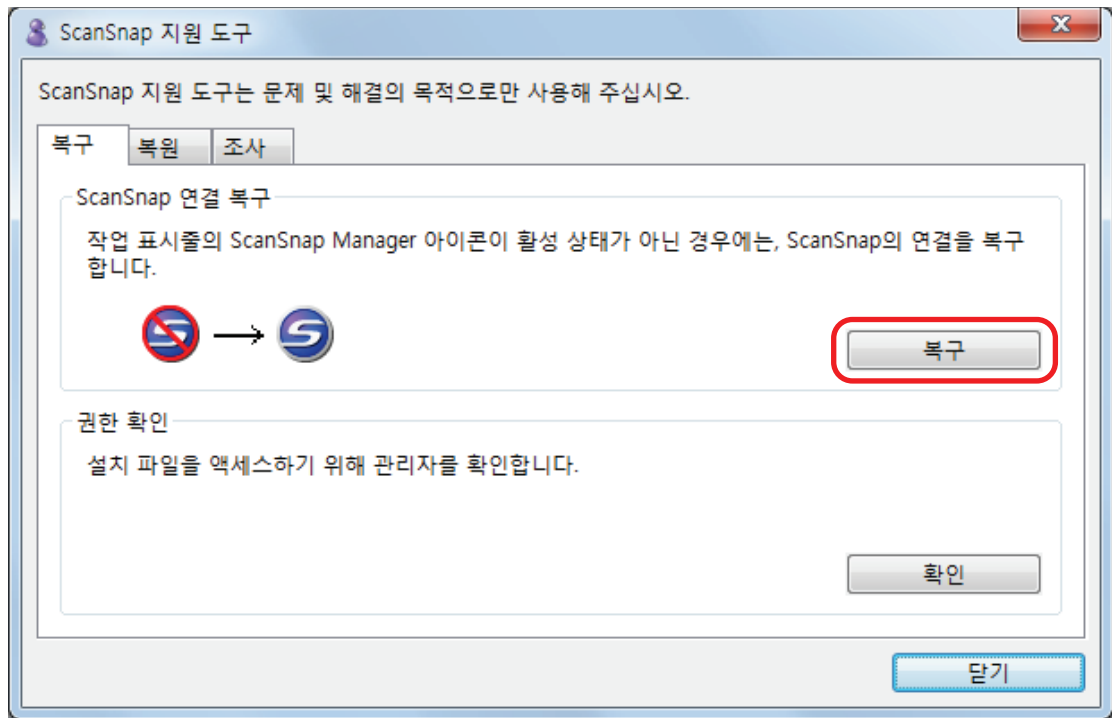 ScanSnap 지원 도구
ScanSnap 지원 도구는 문제 및 해결의 목적으로만 사용해 주십시오.
복구 복원 조사
ScanSnap 연결 복구
작업 표시줄의 ScanSnap Manager 아이콘이 활성 상태가 아닌 경우에는, ScanSnap의 연결을 복구
합니다.
복구
권한 확인
설치 파일을 액세스하기 위해 관리자를 확인합니다.
확인
닫기